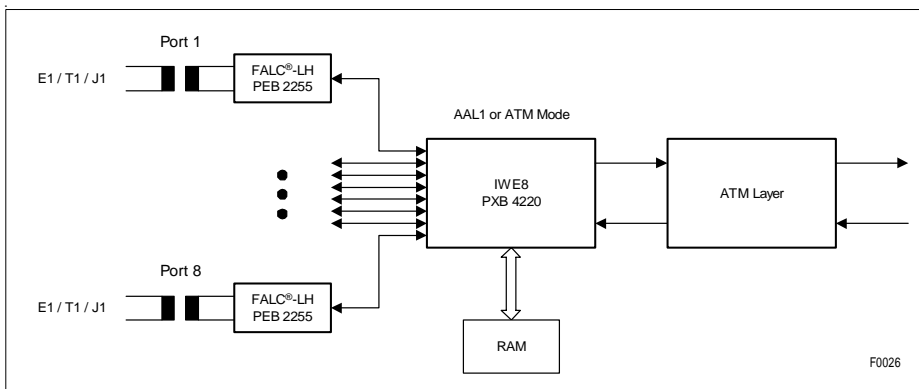 Port 1
E1 / T1 / J1
FALC®-LH
PEB 2255
AAL1 or ATM Mode
IWE8
PXB 4220
ATM Layer
Port 8
E1 / T1 / J1
FALC®-LH
PEB 2255
RAM
F0026